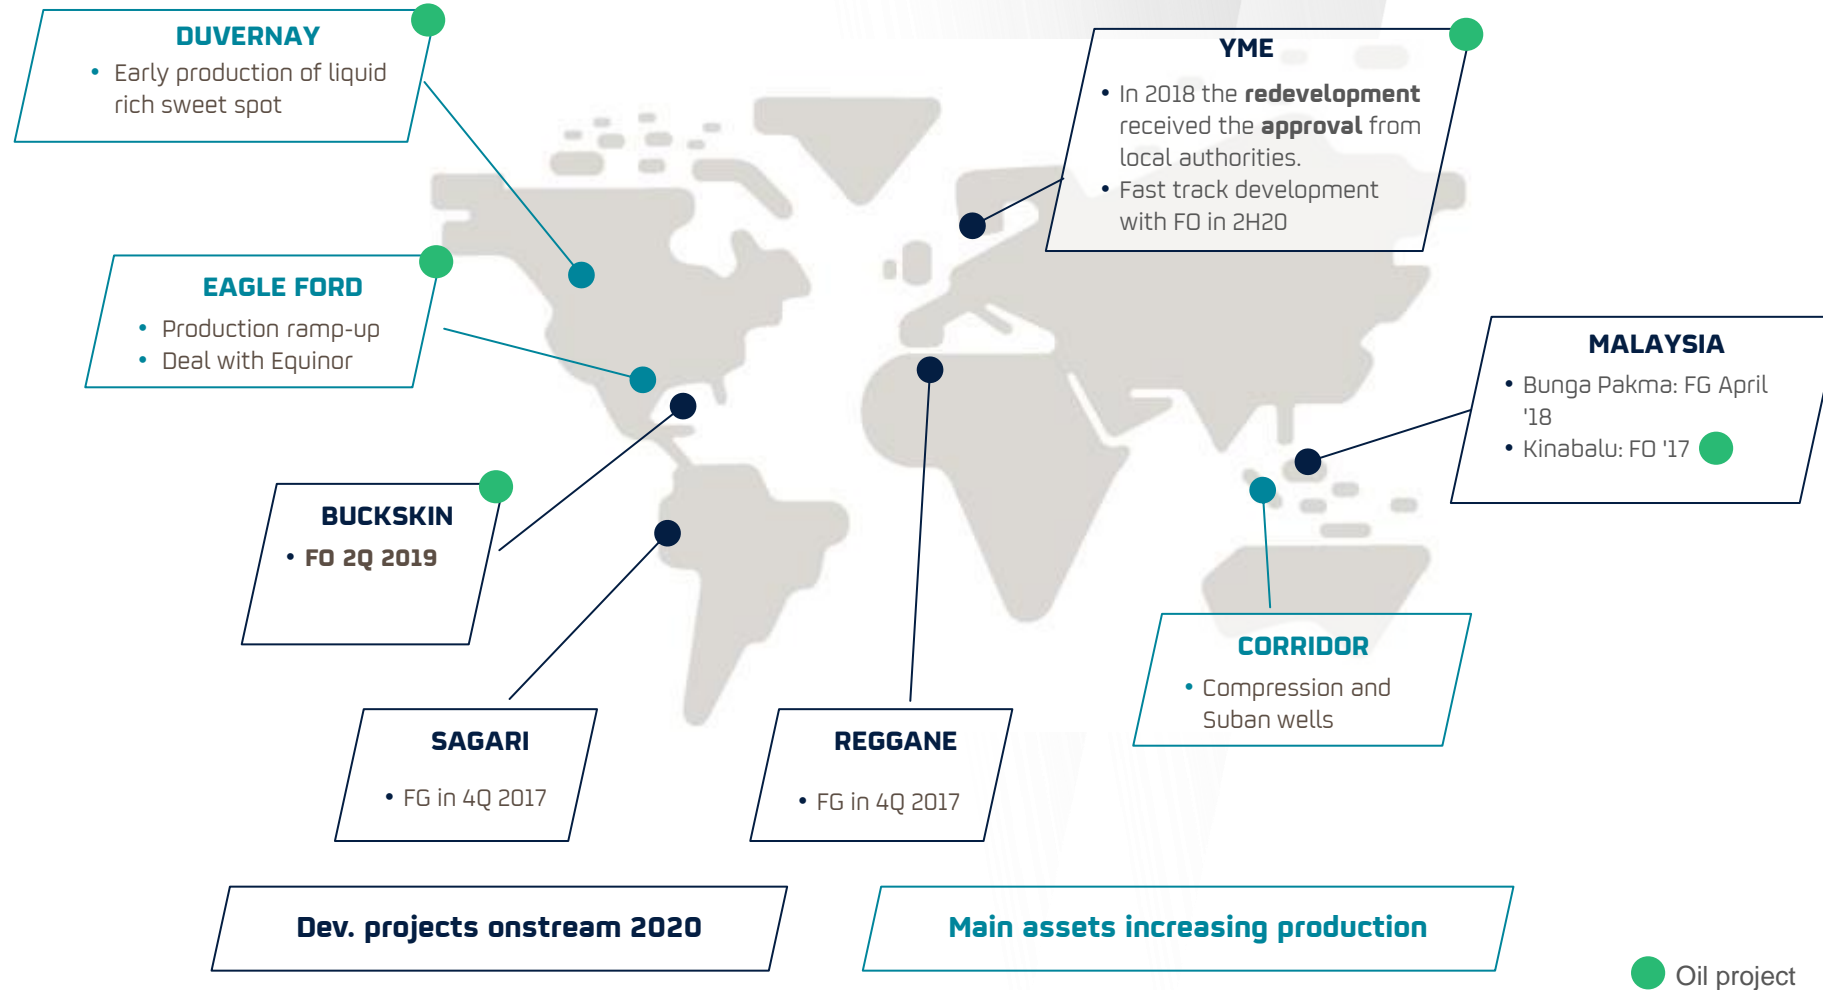 DUVERNAY
• Early production of liquid
rich sweet spot
YME
• In 2018 the redevelopment
received the approval from
local authorities.
• Fast track development
with FO in 2H20
EAGLE FORD
• Production ramp-up
• Deal with Equinor
MALAYSIA
• Bunga Pakma: FG April
'18
• Kinabalu: FO '17
BUCKSKIN
• FO 2Q 2019
CORRIDOR
• Compression and
Suban wells
SAGARI
• FG in 4Q 2017
REGGANE
• FG in 4Q 2017
Dev. projects onstream 2020
Main assets increasing production
Oil project